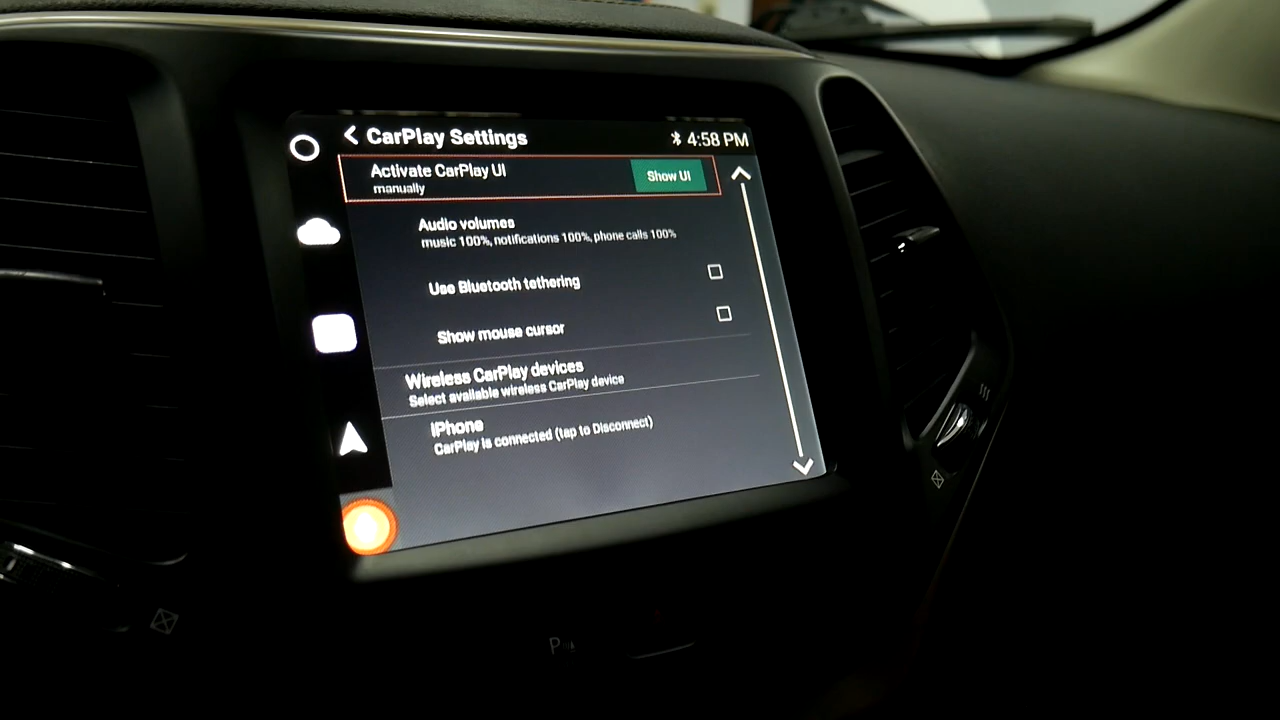 CarPlay Settings
4:58 PM
Activate CarPlay UI
manually
Show UI
Audio volumes
music 100%, notifications 100%, phone calls 100%
Use Bluetooth tethering
Show mouse cursor
Wireless CarPlay devices
Select available wireless CarPlay device
iPhone
CarPlay is connected (tap to Disconnect)
P